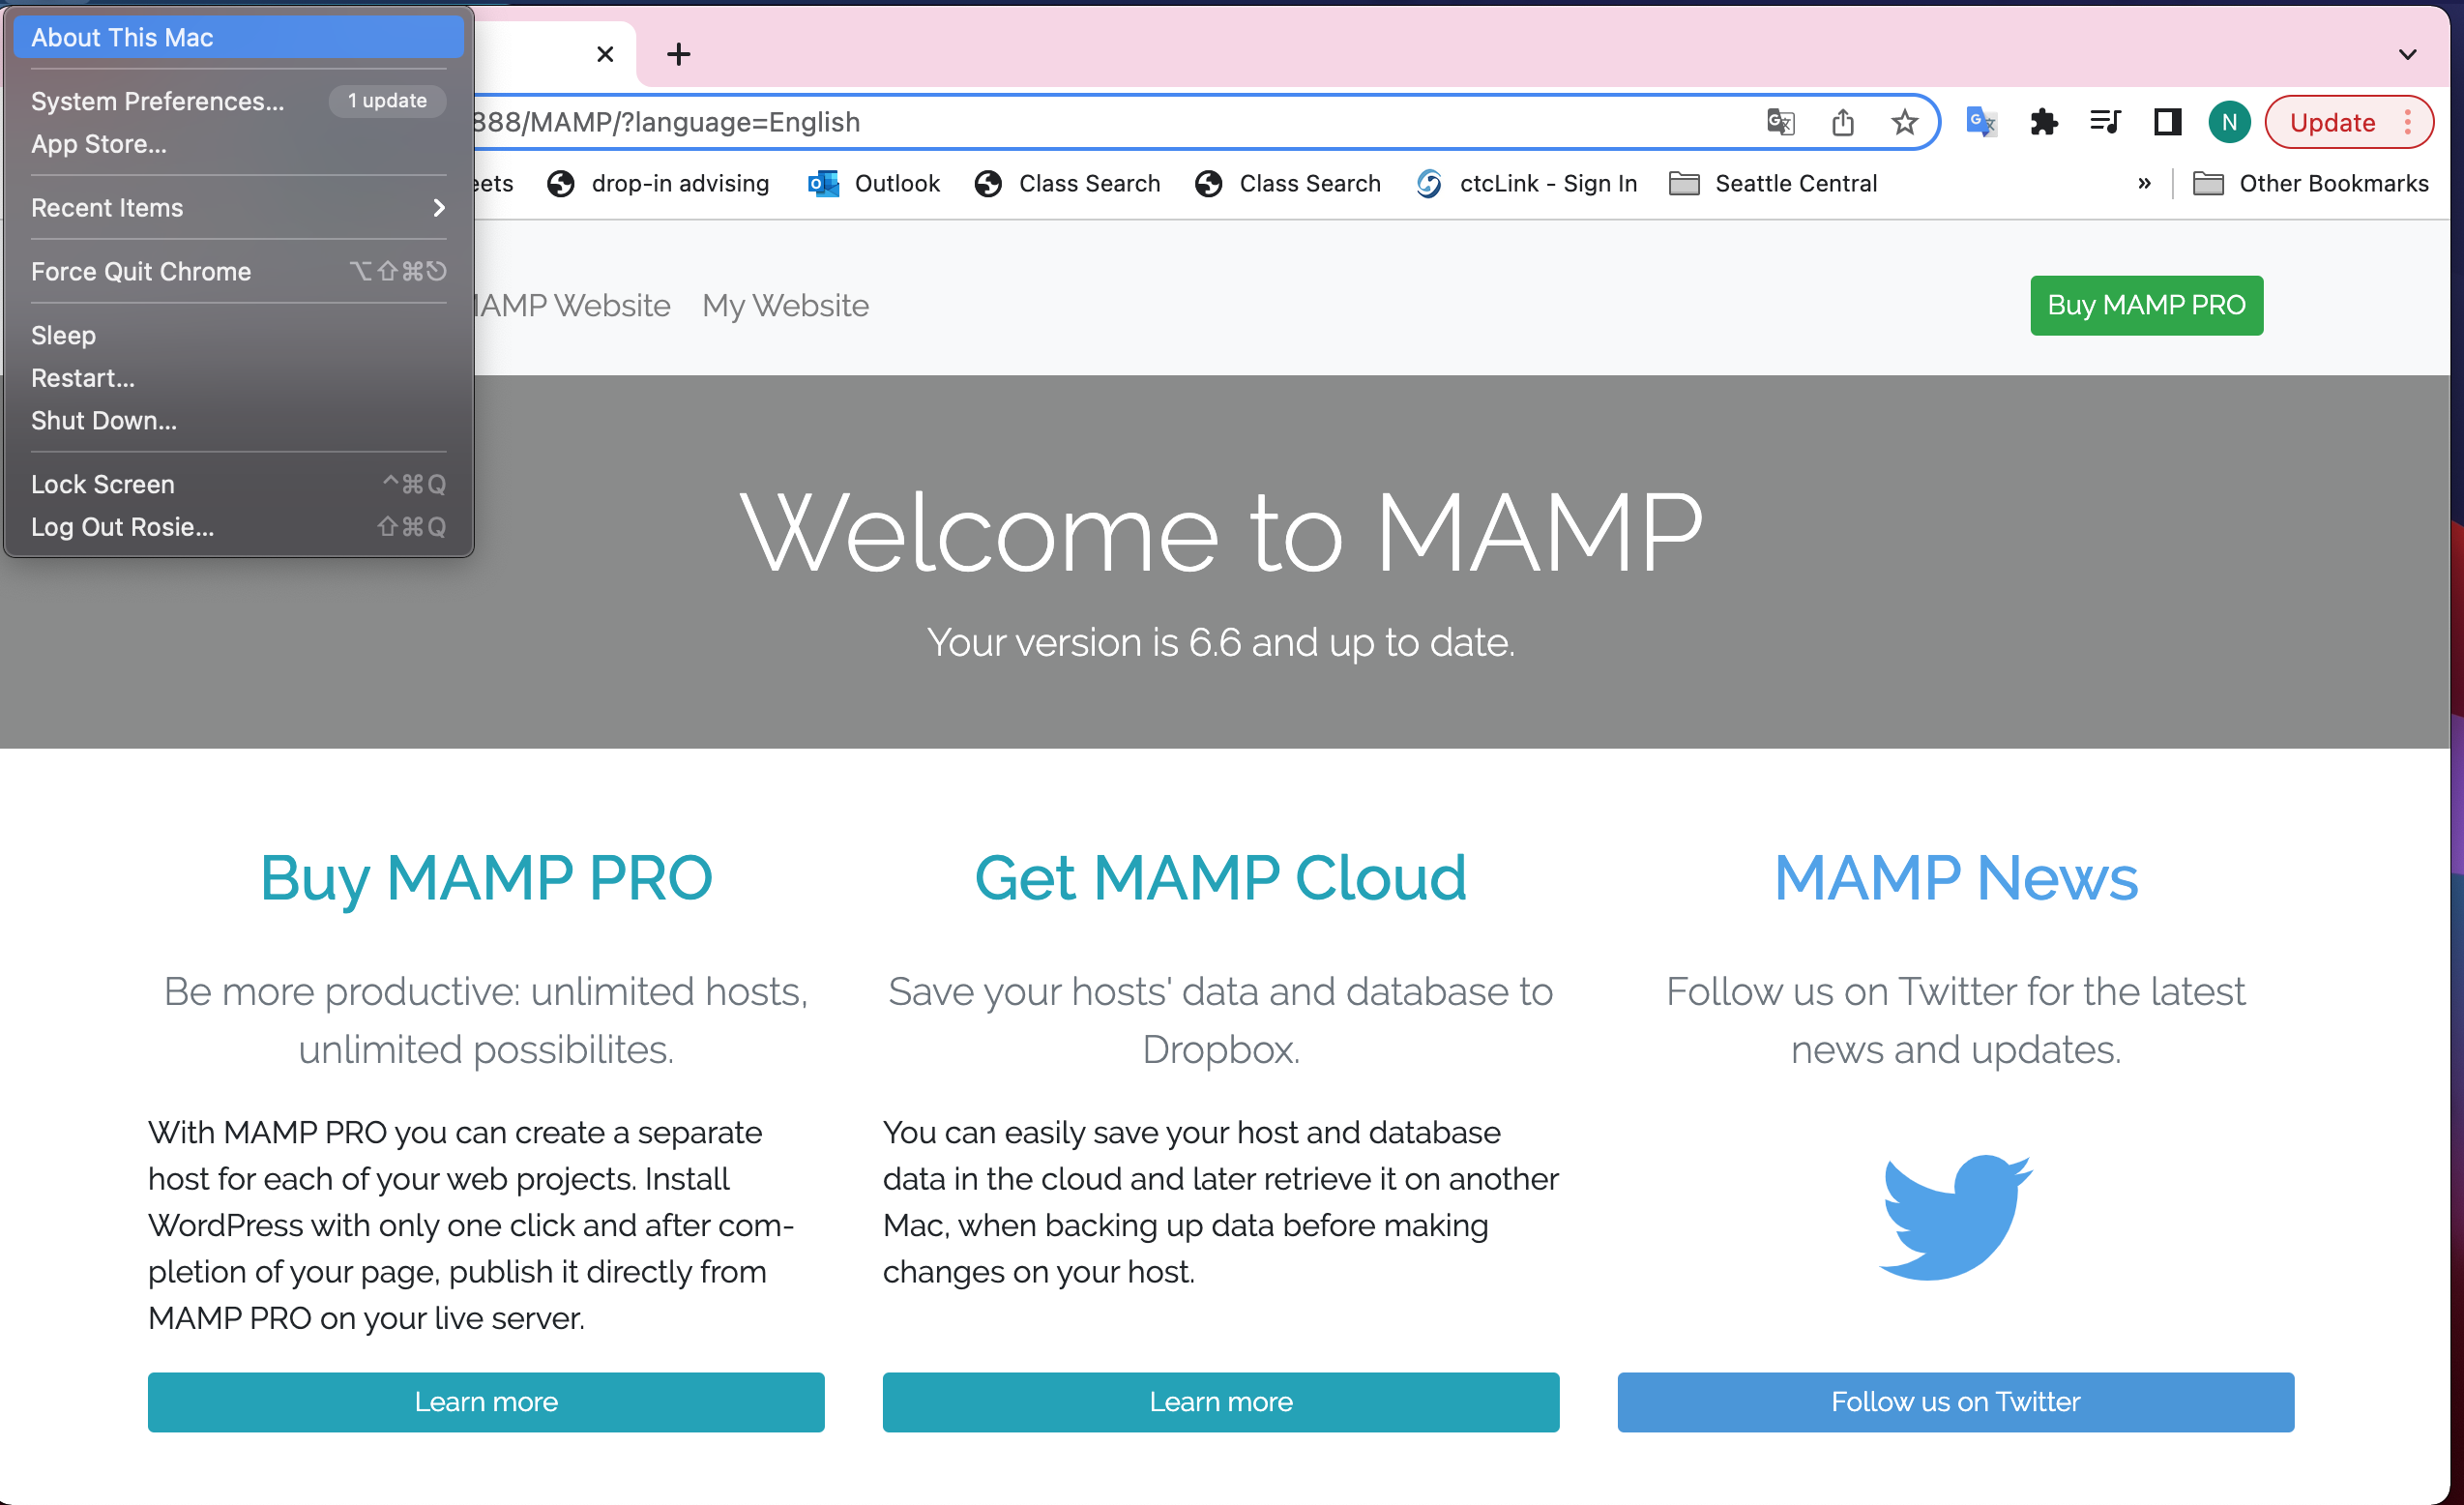 About This Mac
System Preferences... 1 update
App Store...
Recent Items
Force Quit Chrome ⌥⇧⌘⎋
Sleep
Restart...
Shut Down...
Lock Screen ^⌘Q
Log Out Rosie... ⇧⌘Q
888/MAMP/?language=English
N
Update
drop-in advising Outlook Class Search Class Search ctcLink - Sign In Seattle Central » Other Bookmarks
MAMP Website My Website Buy MAMP PRO
Welcome to MAMP
Your version is 6.6 and up to date.
Buy MAMP PRO
Be more productive: unlimited hosts,
unlimited possibilites.
With MAMP PRO you can create a separate
host for each of your web projects. Install
WordPress with only one click and after com-
pletion of your page, publish it directly from
MAMP PRO on your live server.
Learn more
Get MAMP Cloud
Save your hosts' data and database to
Dropbox.
You can easily save your host and database
data in the cloud and later retrieve it on another
Mac, when backing up data before making
changes on your host.
Learn more
MAMP News
Follow us on Twitter for the latest
news and updates.
Follow us on Twitter